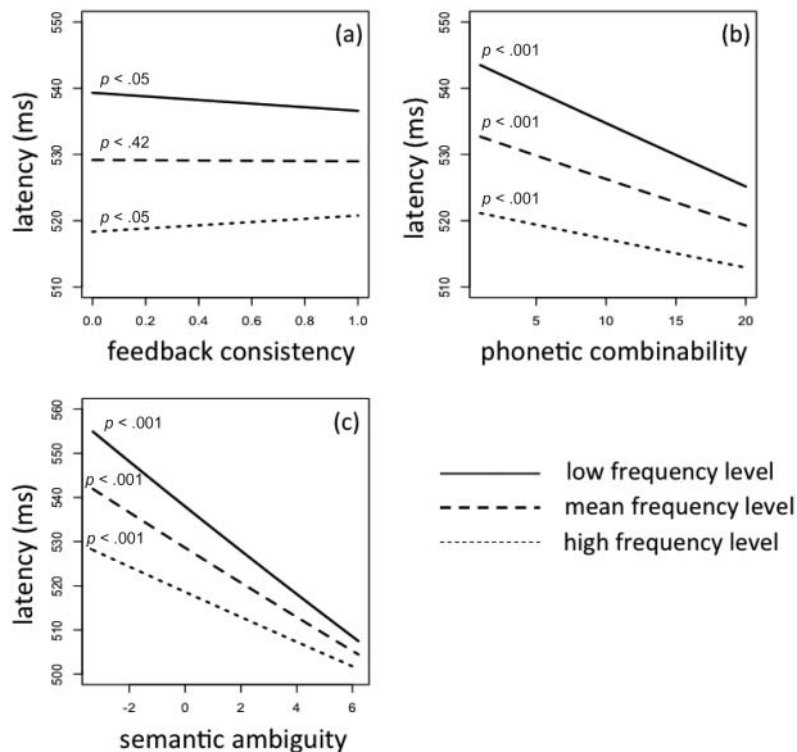 (a)
550
540
530
520
510
latency (ms)
p < .05
p < .42
p < .05
0.0 0.2 0.4 0.6 0.8 1.0
feedback consistency
(b)
550
540
530
520
510
latency (ms)
p < .001
p < .001
p < .001
5 10 15 20
phonetic combinability
(c)
560
550
540
530
520
510
500
latency (ms)
p < .001
p < .001
p < .001
-2 0 2 4 6
semantic ambiguity
low frequency level
mean frequency level
high frequency level